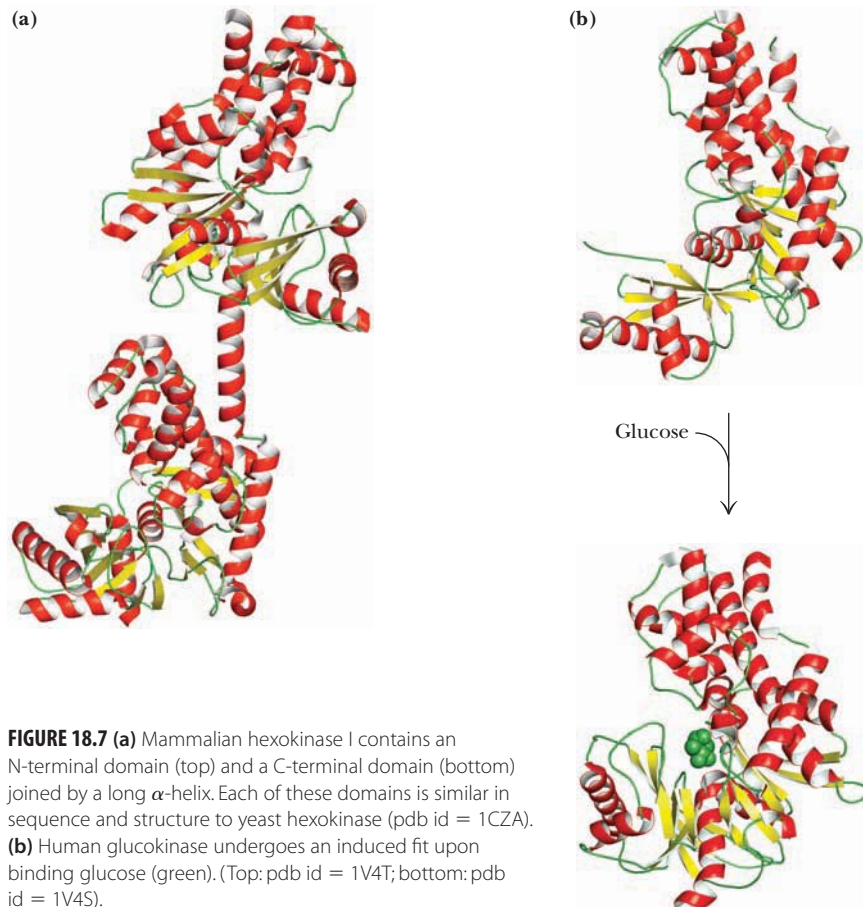 (a)
(b)
Glucose
FIGURE 18.7 (a) Mammalian hexokinase I contains an
N-terminal domain (top) and a C-terminal domain (bottom)
joined by a long α-helix. Each of these domains is similar in
sequence and structure to yeast hexokinase (pdb id = 1CZA).
(b) Human glucokinase undergoes an induced fit upon
binding glucose (green). (Top: pdb id = 1V4T; bottom: pdb
id = 1V4S).